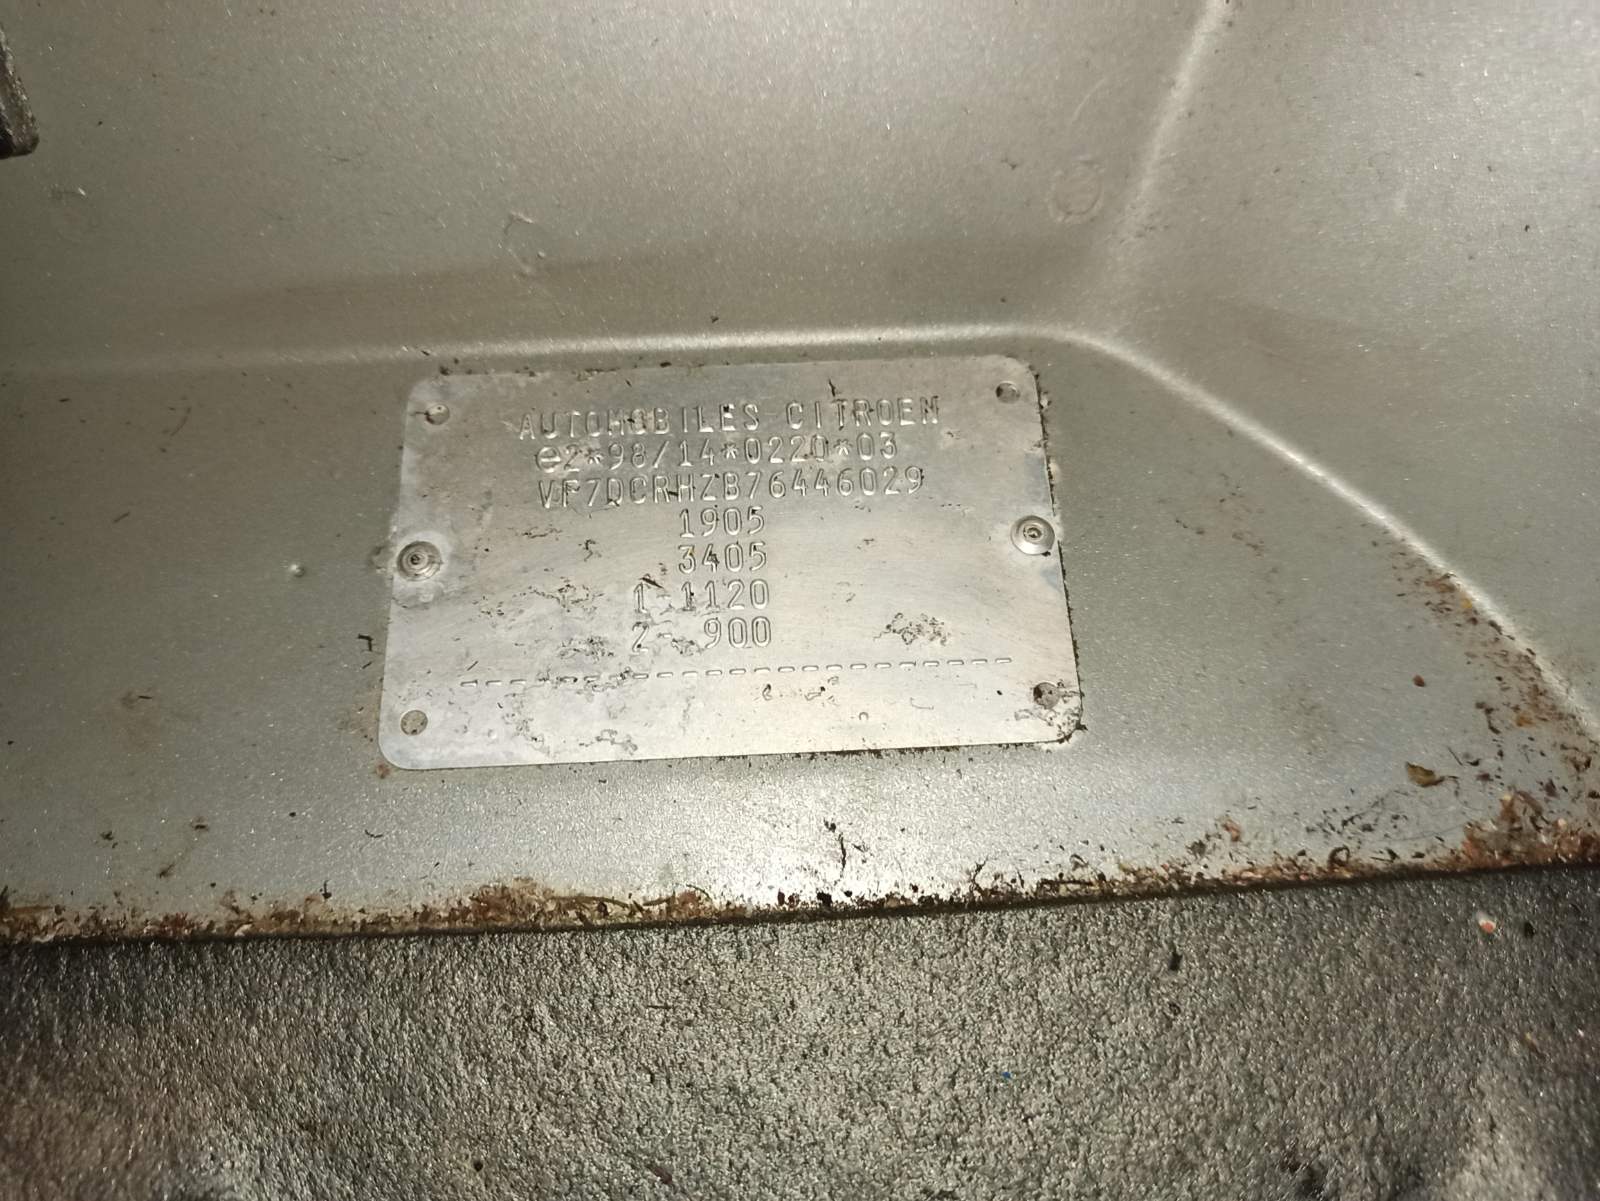 AUTOMOBILES CITROEN
e2*98/14*0220*03
VF7DCRHZB76446029
1905
3405
1-1120
2- 900